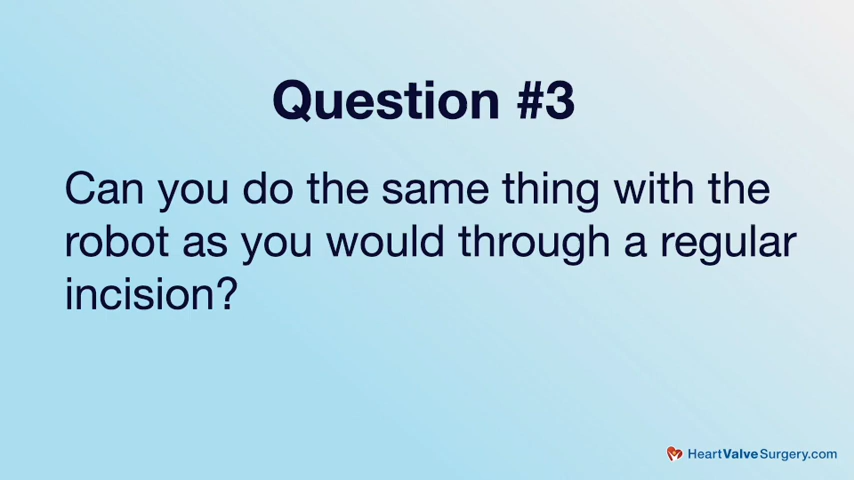 Question #3
Can you do the same thing with the
robot as you would through a regular
incision?
HeartValveSurgery.com